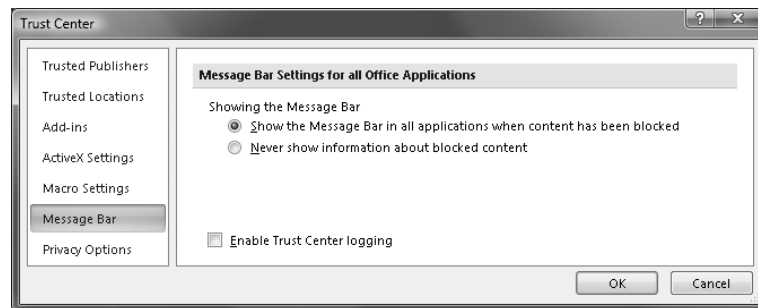 Trust Center
Trusted Publishers
Trusted Locations
Add-ins
ActiveX Settings
Macro Settings
Message Bar
Privacy Options
Message Bar Settings for all Office Applications
Showing the Message Bar
Show the Message Bar in all applications when content has been blocked
Never show information about blocked content
Enable Trust Center logging
OK
Cancel